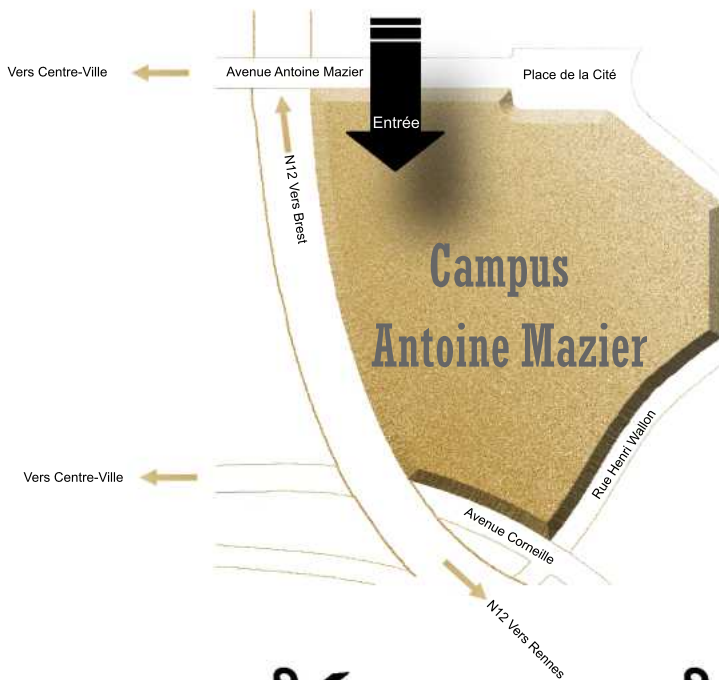 Vers Centre-Ville
Avenue Antoine Mazier
Place de la Cité
Entrée
N12 Vers Brest
Campus
Antoine Mazier
Rue Henri Wallon
Vers Centre-Ville
Avenue Corneille
N12 Vers Rennes